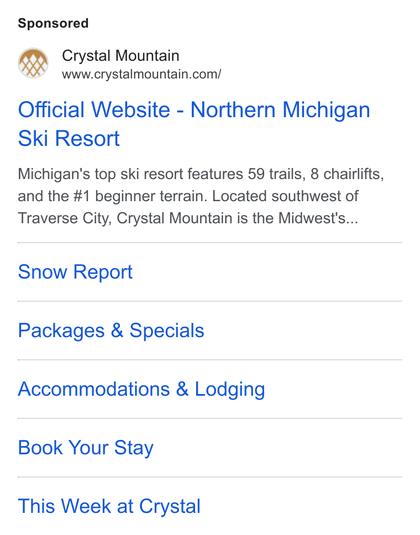 Sponsored
Crystal Mountain
www.crystalmountain.com/
Official Website - Northern Michigan
Ski Resort
Michigan's top ski resort features 59 trails, 8 chairlifts,
and the #1 beginner terrain. Located southwest of
Traverse City, Crystal Mountain is the Midwest's...
Snow Report
Packages & Specials
Accommodations & Lodging
Book Your Stay
This Week at Crystal